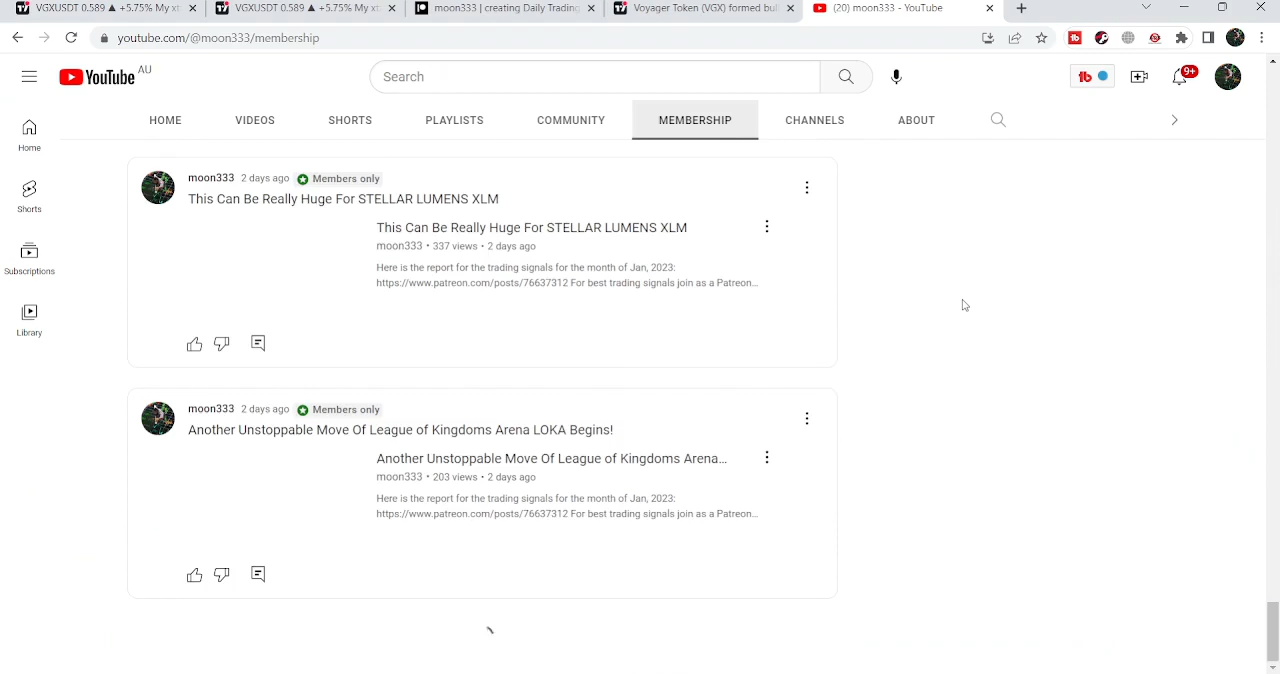 VGXUSDT 0.589 ▲ +5.75% My xt
VGXUSDT 0.589 ▲ +5.75% My xt
moon333 | creating Daily Trading
Voyager Token (VGX) formed bul
(20) moon333 - YouTube
youtube.com/@moon333/membership
YouTube AU
Search
9+
HOME
VIDEOS
SHORTS
PLAYLISTS
COMMUNITY
MEMBERSHIP
CHANNELS
ABOUT
Home
Shorts
Subscriptions
Library
moon333 2 days ago Members only
This Can Be Really Huge For STELLAR LUMENS XLM
This Can Be Really Huge For STELLAR LUMENS XLM
moon333 • 337 views • 2 days ago
Here is the report for the trading signals for the month of Jan, 2023:
https://www.patreon.com/posts/76637312 For best trading signals join as a Patreon...
moon333 2 days ago Members only
Another Unstoppable Move Of League of Kingdoms Arena LOKA Begins!
Another Unstoppable Move Of League of Kingdoms Arena...
moon333 • 203 views • 2 days ago
Here is the report for the trading signals for the month of Jan, 2023:
https://www.patreon.com/posts/76637312 For best trading signals join as a Patreon...